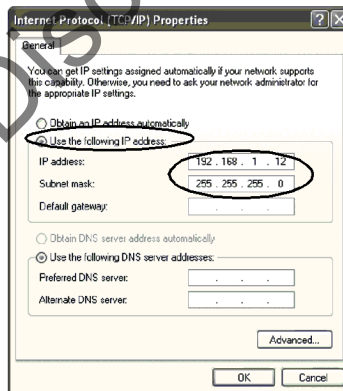 Internet Protocol (TCP/IP) Properties
General
You can get IP settings assigned automatically if your network supports
this capability. Otherwise, you need to ask your network administrator for
the appropriate IP settings.
Obtain an IP address automatically
Use the following IP address:
IP address: 192 . 168 . 1 . 12
Subnet mask: 255 . 255 . 255 . 0
Default gateway: . . .
Obtain DNS server address automatically
Use the following DNS server addresses:
Preferred DNS server: . . .
Alternate DNS server: . . .
Advanced...
OK Cancel